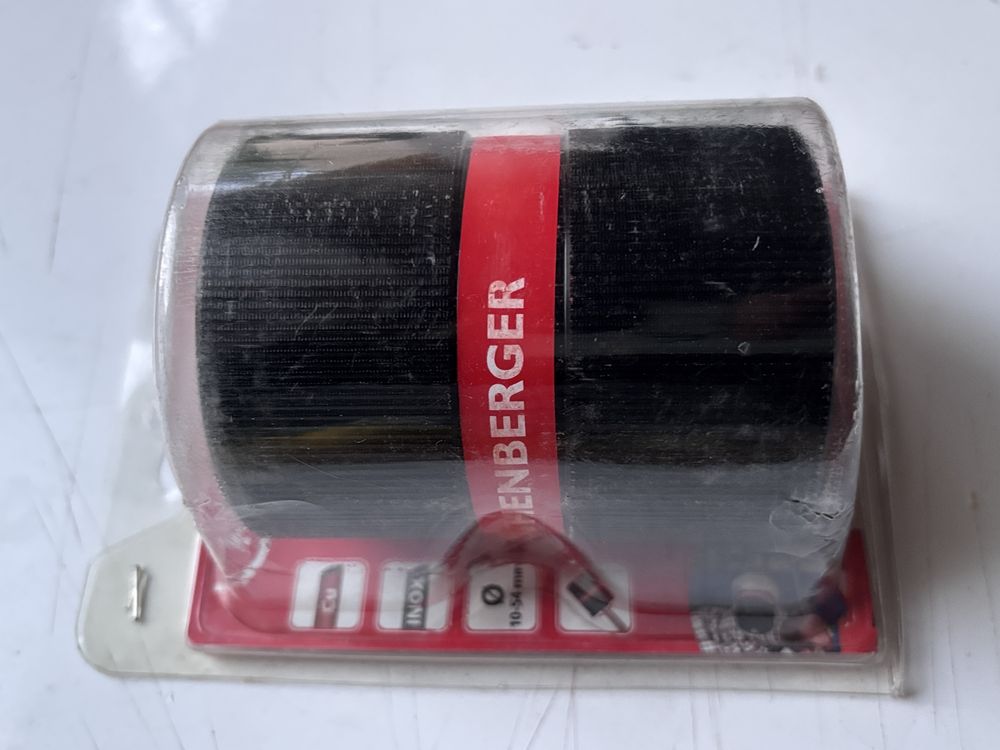 ENBERGER
CU
INOX
Ø
10-54 mm